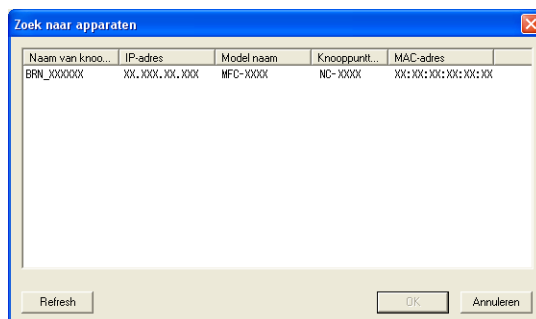 Zoek naar apparaten
Naam van knoo... IP-adres Model naam Knooppuntt... MAC-adres
BRN_XXXXXX XX.XXX.XX.XXX MFC-XXXX NC-XXXX XX:XX:XX:XX:XX:XX
Refresh OK Annuleren